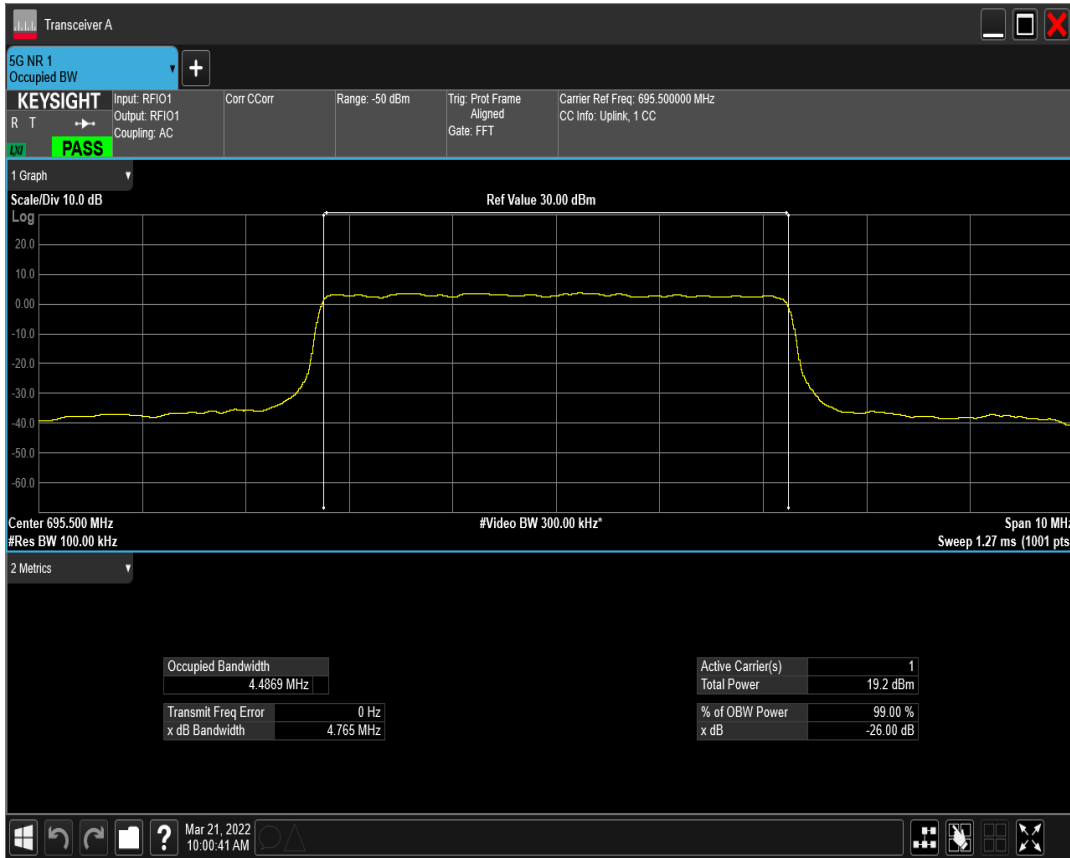 Transceiver A
5G NR 1
Occupied BW
KEYSIGHT
R T
LXI
PASS
Input: RFIO1
Output: RFIO1
Coupling: AC
Corr CCorr
Range: -50 dBm
Trig: Prot Frame
Aligned
Gate: FFT
Carrier Ref Freq: 695.500000 MHz
CC Info: Uplink, 1 CC
1 Graph
Scale/Div 10.0 dB
Ref Value 30.00 dBm
Log
20.0
10.0
0.00
-10.0
-20.0
-30.0
-40.0
-50.0
-60.0
Center 695.500 MHz
#Video BW 300.00 kHz*
Span 10 MHz
#Res BW 100.00 kHz
Sweep 1.27 ms (1001 pts
2 Metrics
Occupied Bandwidth
4.4869 MHz
Transmit Freq Error 0 Hz
x dB Bandwidth 4.765 MHz
Active Carrier(s) 1
Total Power 19.2 dBm
% of OBW Power 99.00 %
x dB -26.00 dB
?
Mar 21, 2022
10:00:41 AM